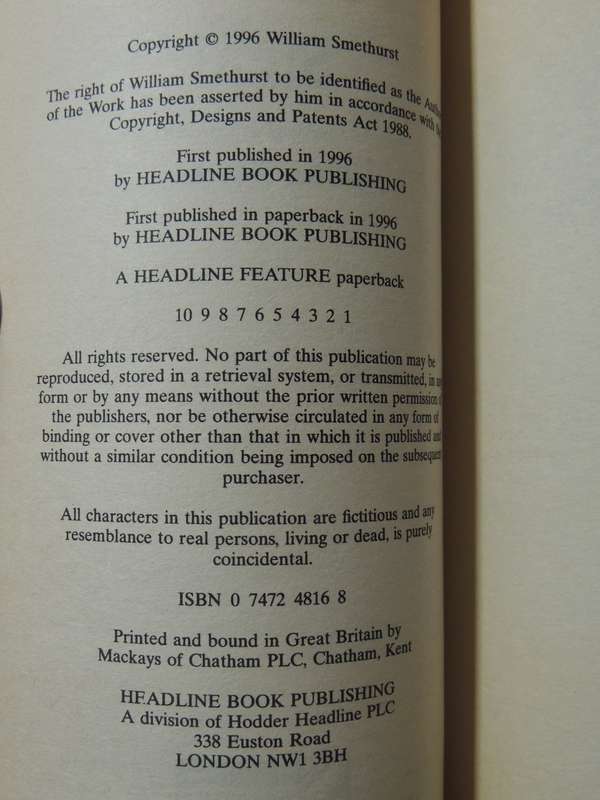 Copyright © 1996 William Smethurst
The right of William Smethurst to be identified as the
of the Work has been asserted by him in accordance with
Copyright, Designs and Patents Act 1988.
First published in 1996
by HEADLINE BOOK PUBLISHING
First published in paperback in 1996
by HEADLINE BOOK PUBLISHING
A HEADLINE FEATURE paperback
10 9 8 7 6 5 4 3 2 1
All rights reserved. No part of this publication may be
reproduced, stored in a retrieval system, or transmitted, in
form or by any means without the prior written permission
the publishers, nor be otherwise circulated in any form of
binding or cover other than that in which it is published and
without a similar condition being imposed on the subsequent
purchaser.
All characters in this publication are fictitious and any
resemblance to real persons, living or dead, is purely
coincidental.
ISBN 0 7472 4816 8
Printed and bound in Great Britain by
Mackays of Chatham PLC, Chatham, Kent
HEADLINE BOOK PUBLISHING
A division of Hodder Headline PLC
338 Euston Road
LONDON NW1 3BH